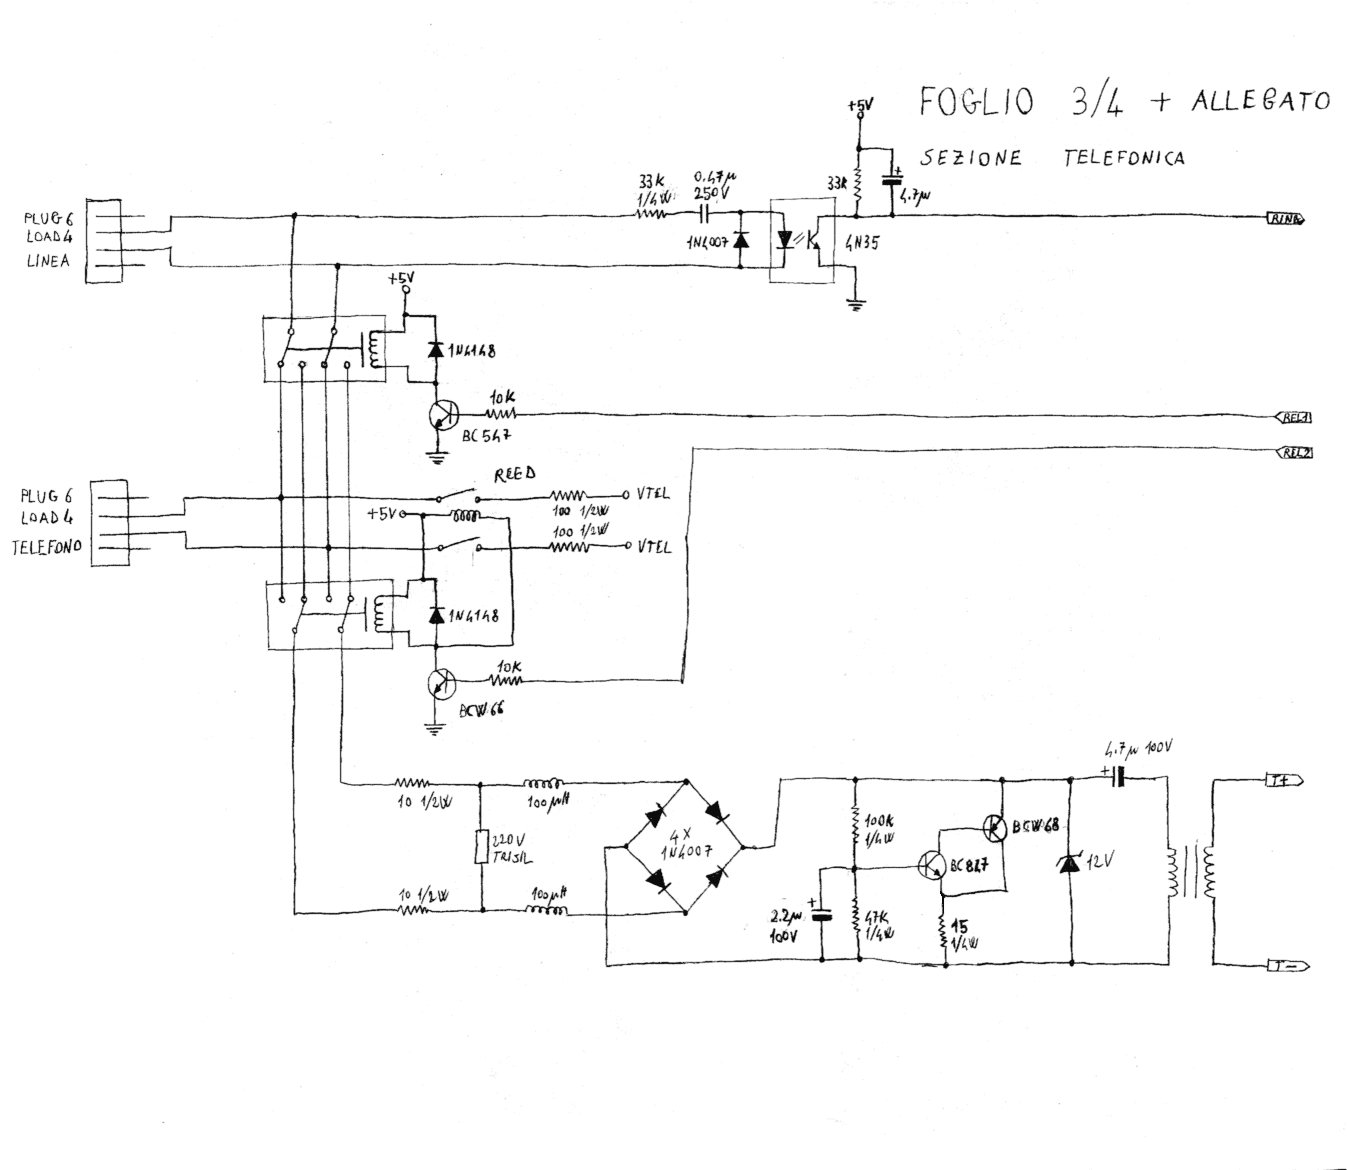 FOGLIO 3/4 + ALLEGATO
SEZIONE TELEFONICA
+5V
33K
1/4W
0.47µ
250V
33K
4.7µ
PLUG 6
LOAD 4
LINEA
1N4007
4N35
RING
+5V
1N4148
10K
BC547
REL1
REL2
REED
PLUG 6
LOAD 4
TELEFONO
VTEL
100 1/2W
+5V
100 1/2W
VTEL
1N4148
10K
BCW66
4.7µ 100V
T+
10 1/2W
100µH
220V
TRISIL
4X
1N4007
100K
1/4W
BCW68
BC847
12V
10 1/2W
100µH
2.2µ
100V
47K
1/4W
15
1/4W
T-